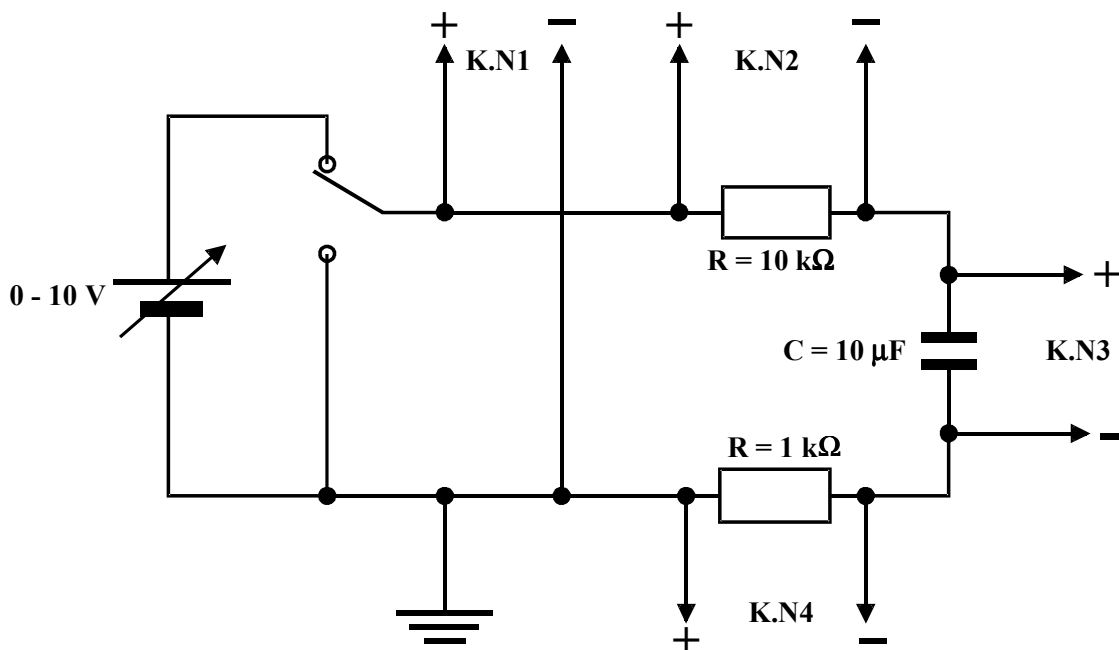 + − + −
K.N1 K.N2
R = 10 kΩ
+
0 - 10 V
C = 10 μF K.N3
−
R = 1 kΩ
K.N4
+ −